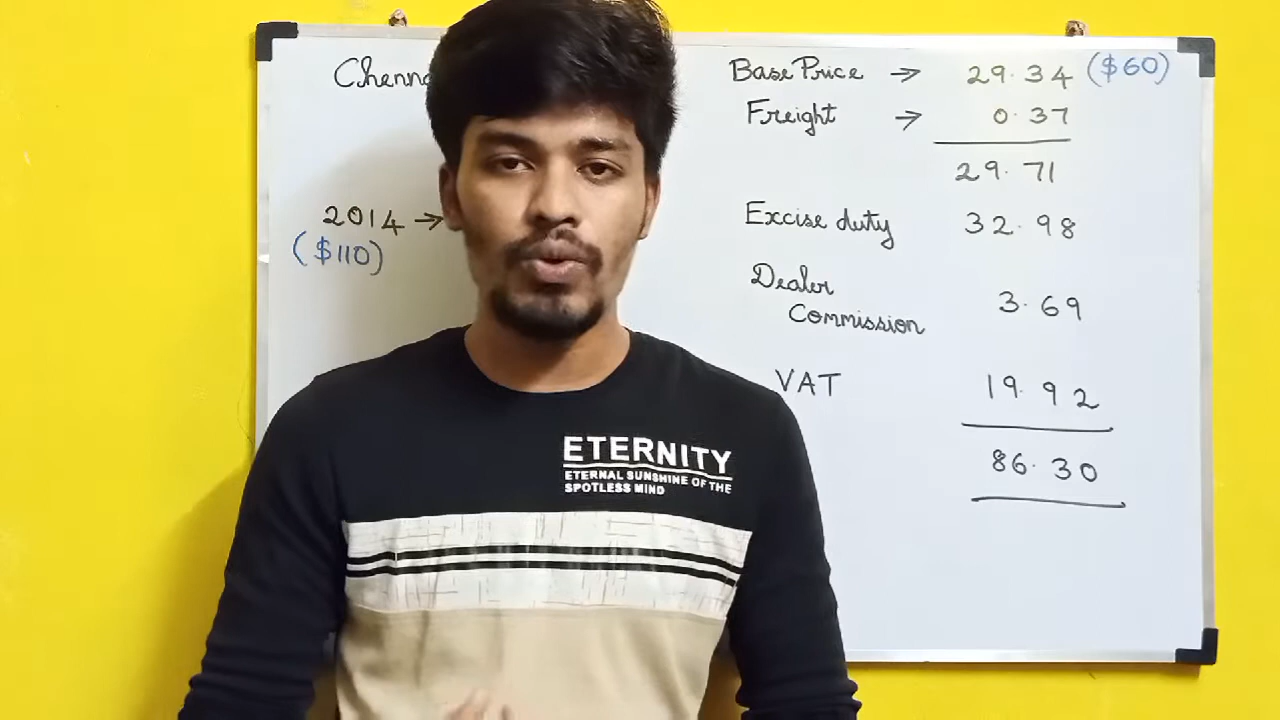 Base Price → 29.34 ($60)
Freight → 0.37
29.71
2014 →
($110)
Excise duty 32.98
Dealer
Commission 3.69
VAT 19.92
86.30
ETERNITY
ETERNAL SUNSHINE OF THE
SPOTLESS MIND